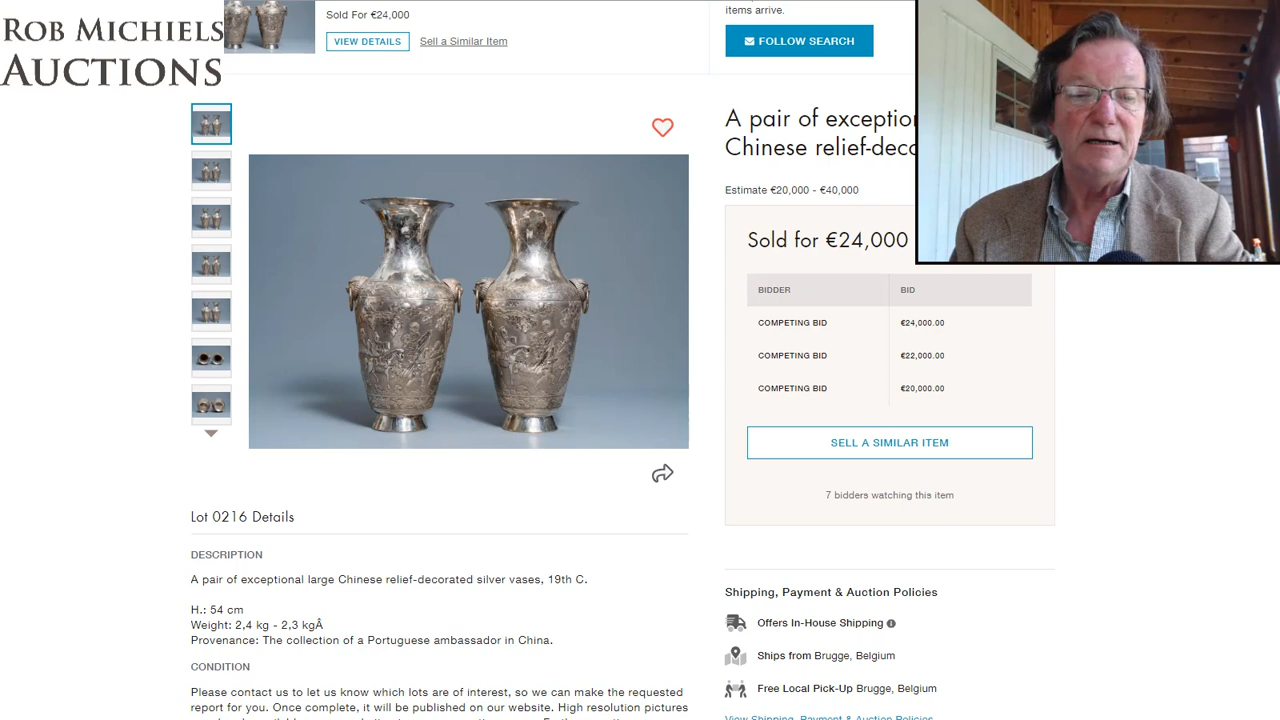 ROB MICHIELS
AUCTIONS
Sold For €24,000
VIEW DETAILS
Sell a Similar Item
items arrive.
FOLLOW SEARCH
A pair of
Chinese
Estimate €20,000 - €40,000
Sold for €24,000
BIDDER BID
COMPETING BID €24,000.00
COMPETING BID €22,000.00
COMPETING BID €20,000.00
SELL A SIMILAR ITEM
7 bidders watching this item
Lot 0216 Details
DESCRIPTION
A pair of exceptional large Chinese relief-decorated silver vases, 19th C.
H.: 54 cm
Weight: 2,4 kg - 2,3 kgÂ
Provenance: The collection of a Portuguese ambassador in China.
CONDITION
Please contact us to let us know which lots are of interest, so we can make the requested
report for you. Once complete, it will be published on our website. High resolution pictures
Shipping, Payment & Auction Policies
Offers In-House Shipping
Ships from Brugge, Belgium
Free Local Pick-Up Brugge, Belgium
View Shipping, Payment & Auction Policies